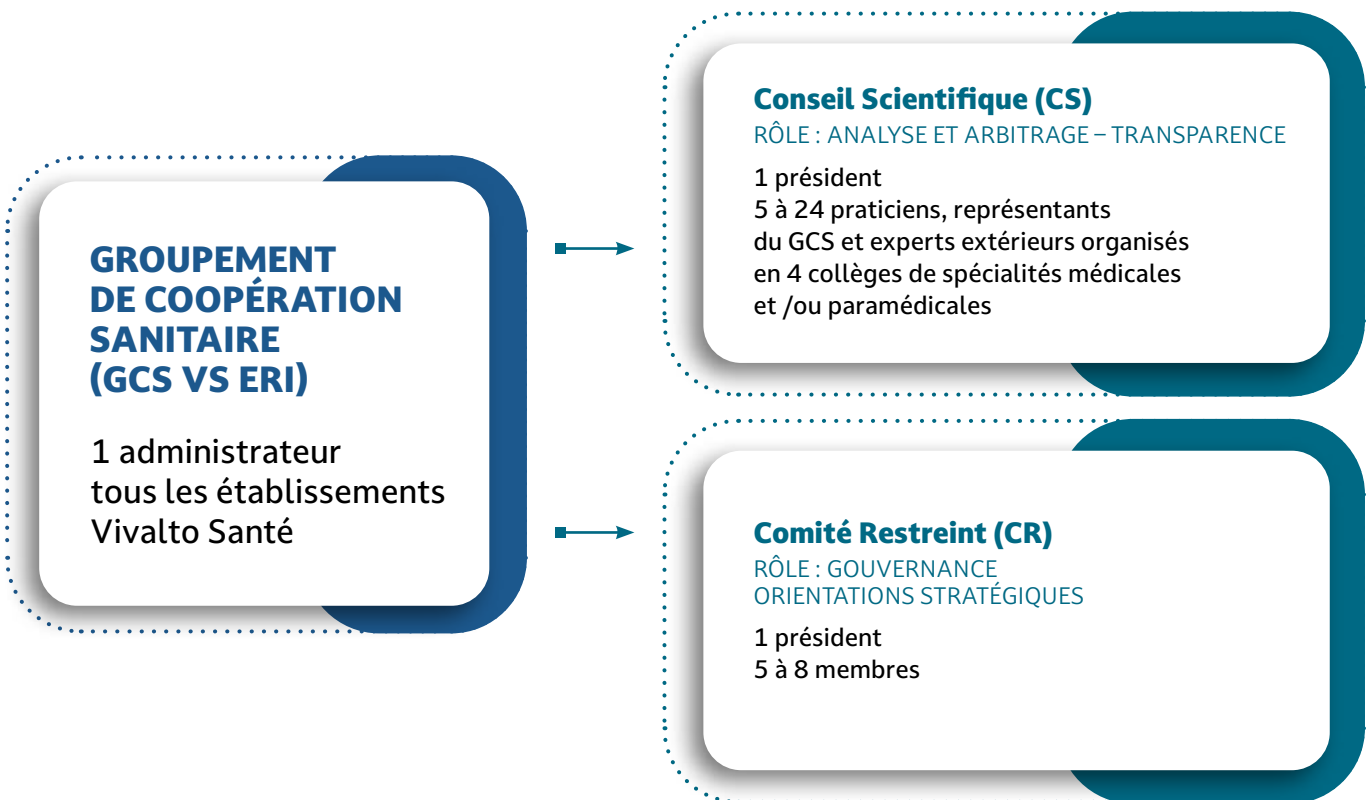 GROUPEMENT
DE COOPÉRATION
SANITAIRE
(GCS VS ERI)
1 administrateur
tous les établissements
Vivalto Santé
Conseil Scientifique (CS)
RÔLE : ANALYSE ET ARBITRAGE – TRANSPARENCE
1 président
5 à 24 praticiens, représentants
du GCS et experts extérieurs organisés
en 4 collèges de spécialités médicales
et /ou paramédicales
Comité Restreint (CR)
RÔLE : GOUVERNANCE
ORIENTATIONS STRATÉGIQUES
1 président
5 à 8 membres